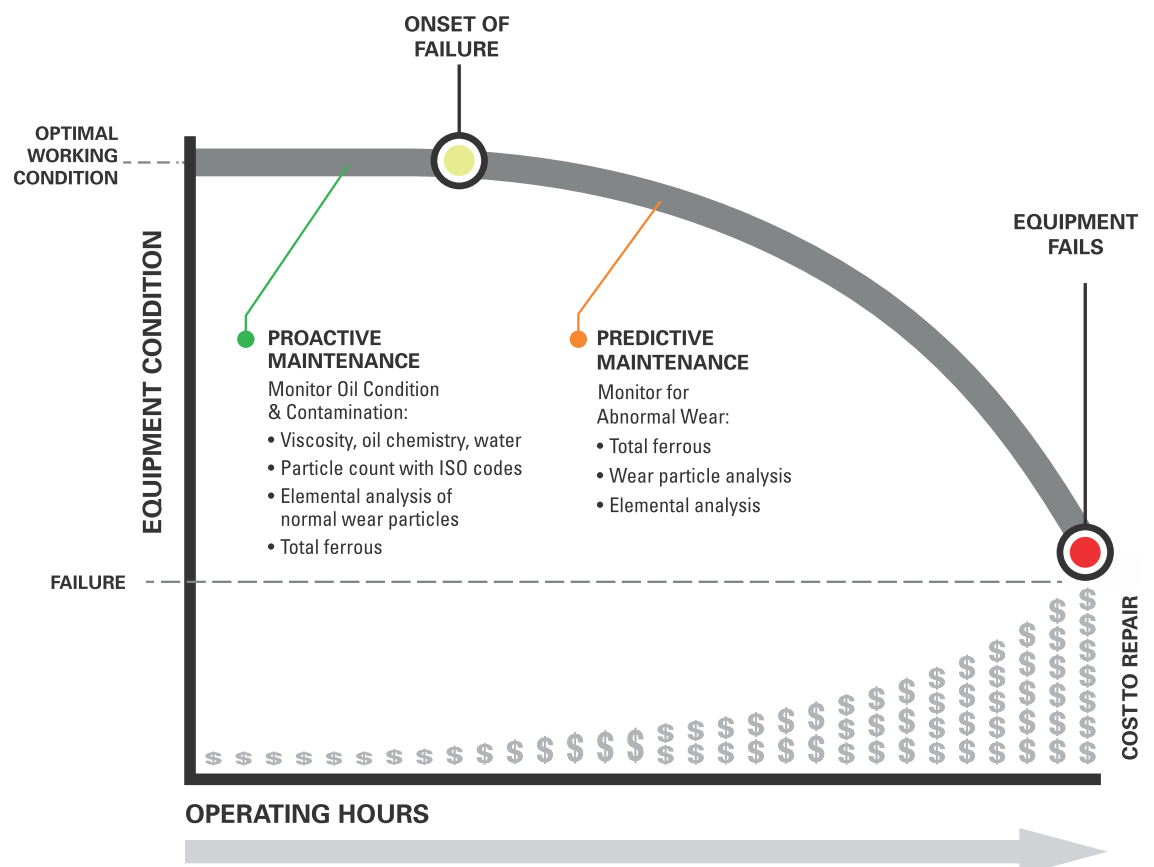 ONSET OF
FAILURE
OPTIMAL
WORKING
CONDITION
EQUIPMENT
FAILS
EQUIPMENT CONDITION
PROACTIVE
MAINTENANCE
Monitor Oil Condition
& Contamination:
• Viscosity, oil chemistry, water
• Particle count with ISO codes
• Elemental analysis of
normal wear particles
• Total ferrous
PREDICTIVE
MAINTENANCE
Monitor for
Abnormal Wear:
• Total ferrous
• Wear particle analysis
• Elemental analysis
FAILURE
COST TO REPAIR
OPERATING HOURS